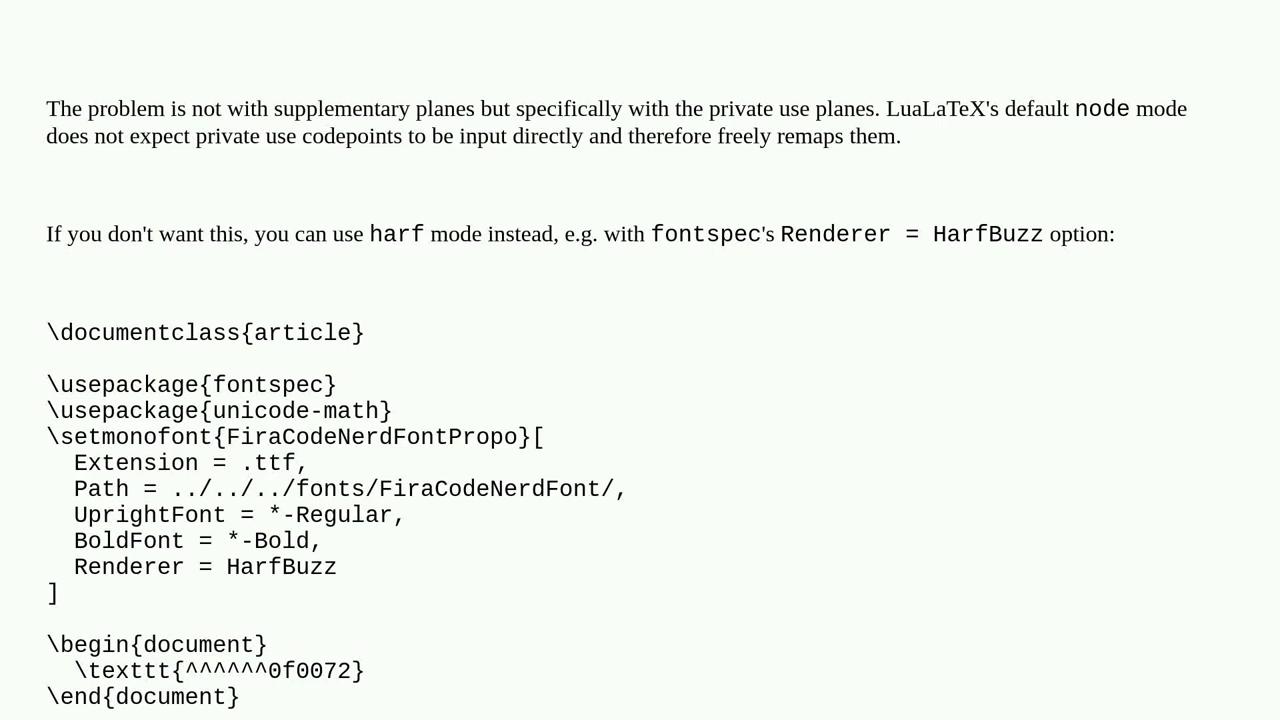 The problem is not with supplementary planes but specifically with the private use planes. LuaLaTeX's default node mode
does not expect private use codepoints to be input directly and therefore freely remaps them.
If you don't want this, you can use harf mode instead, e.g. with fontspec's Renderer = HarfBuzz option:
\documentclass{article}
\usepackage{fontspec}
\usepackage{unicode-math}
\setmonofont{FiraCodeNerdFontPropo}[
  Extension = .ttf,
  Path = ../../../fonts/FiraCodeNerdFont/,
  UprightFont = *-Regular,
  BoldFont = *-Bold,
  Renderer = HarfBuzz
]
\begin{document}
  \texttt{^^^^^^0f0072}
\end{document}